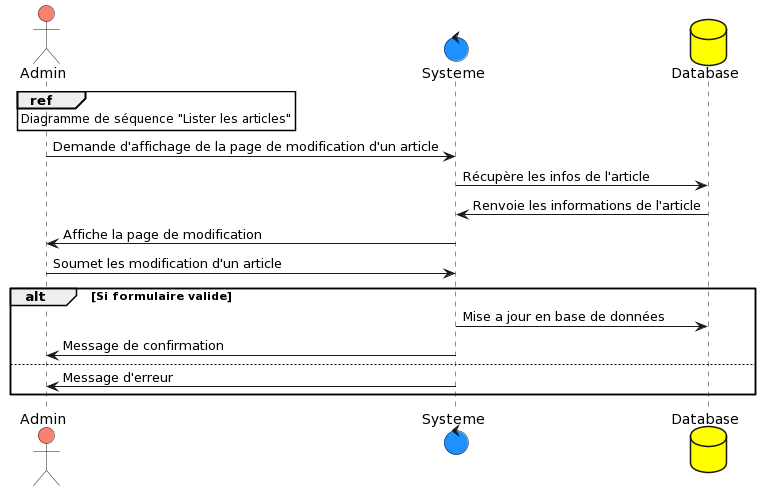 Admin
Systeme
Database
ref
Diagramme de séquence "Lister les articles"
Demande d'affichage de la page de modification d'un article
Récupère les infos de l'article
Renvoie les informations de l'article
Affiche la page de modification
Soumet les modification d'un article
alt [Si formulaire valide]
Mise a jour en base de données
Message de confirmation
Message d'erreur
Admin
Systeme
Database